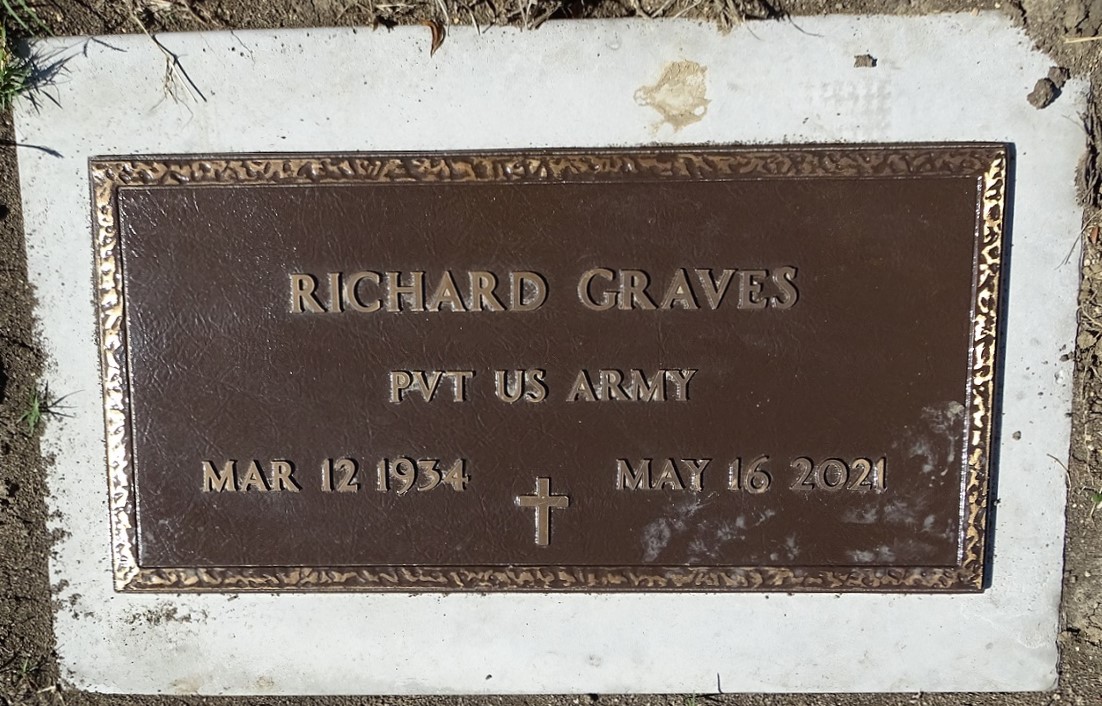 RICHARD GRAVES
PVT US ARMY
MAR 12 1934 MAY 16 2021